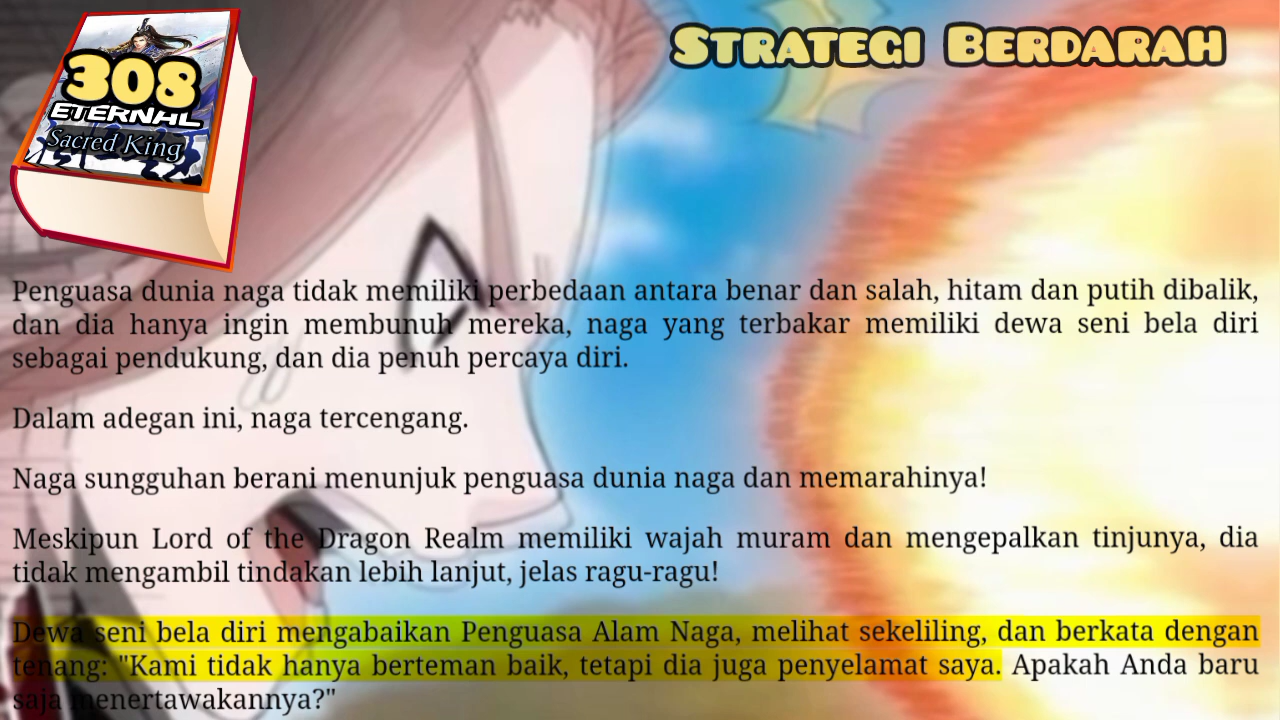 308
ETERNAL
Sacred King
Strategi Berdarah
Penguasa dunia naga tidak memiliki perbedaan antara benar dan salah, hitam dan putih dibalik,
dan dia hanya ingin membunuh mereka, naga yang terbakar memiliki dewa seni bela diri
sebagai pendukung, dan dia penuh percaya diri.
Dalam adegan ini, naga tercengang.
Naga sungguhan berani menunjuk penguasa dunia naga dan memarahinya!
Meskipun Lord of the Dragon Realm memiliki wajah muram dan mengepalkan tinjunya, dia
tidak mengambil tindakan lebih lanjut, jelas ragu-ragu!
Dewa seni bela diri mengabaikan Penguasa Alam Naga, melihat sekeliling, dan berkata dengan
tenang: "Kami tidak hanya berteman baik, tetapi dia juga penyelamat saya. Apakah Anda baru
saja menertawakannya?"